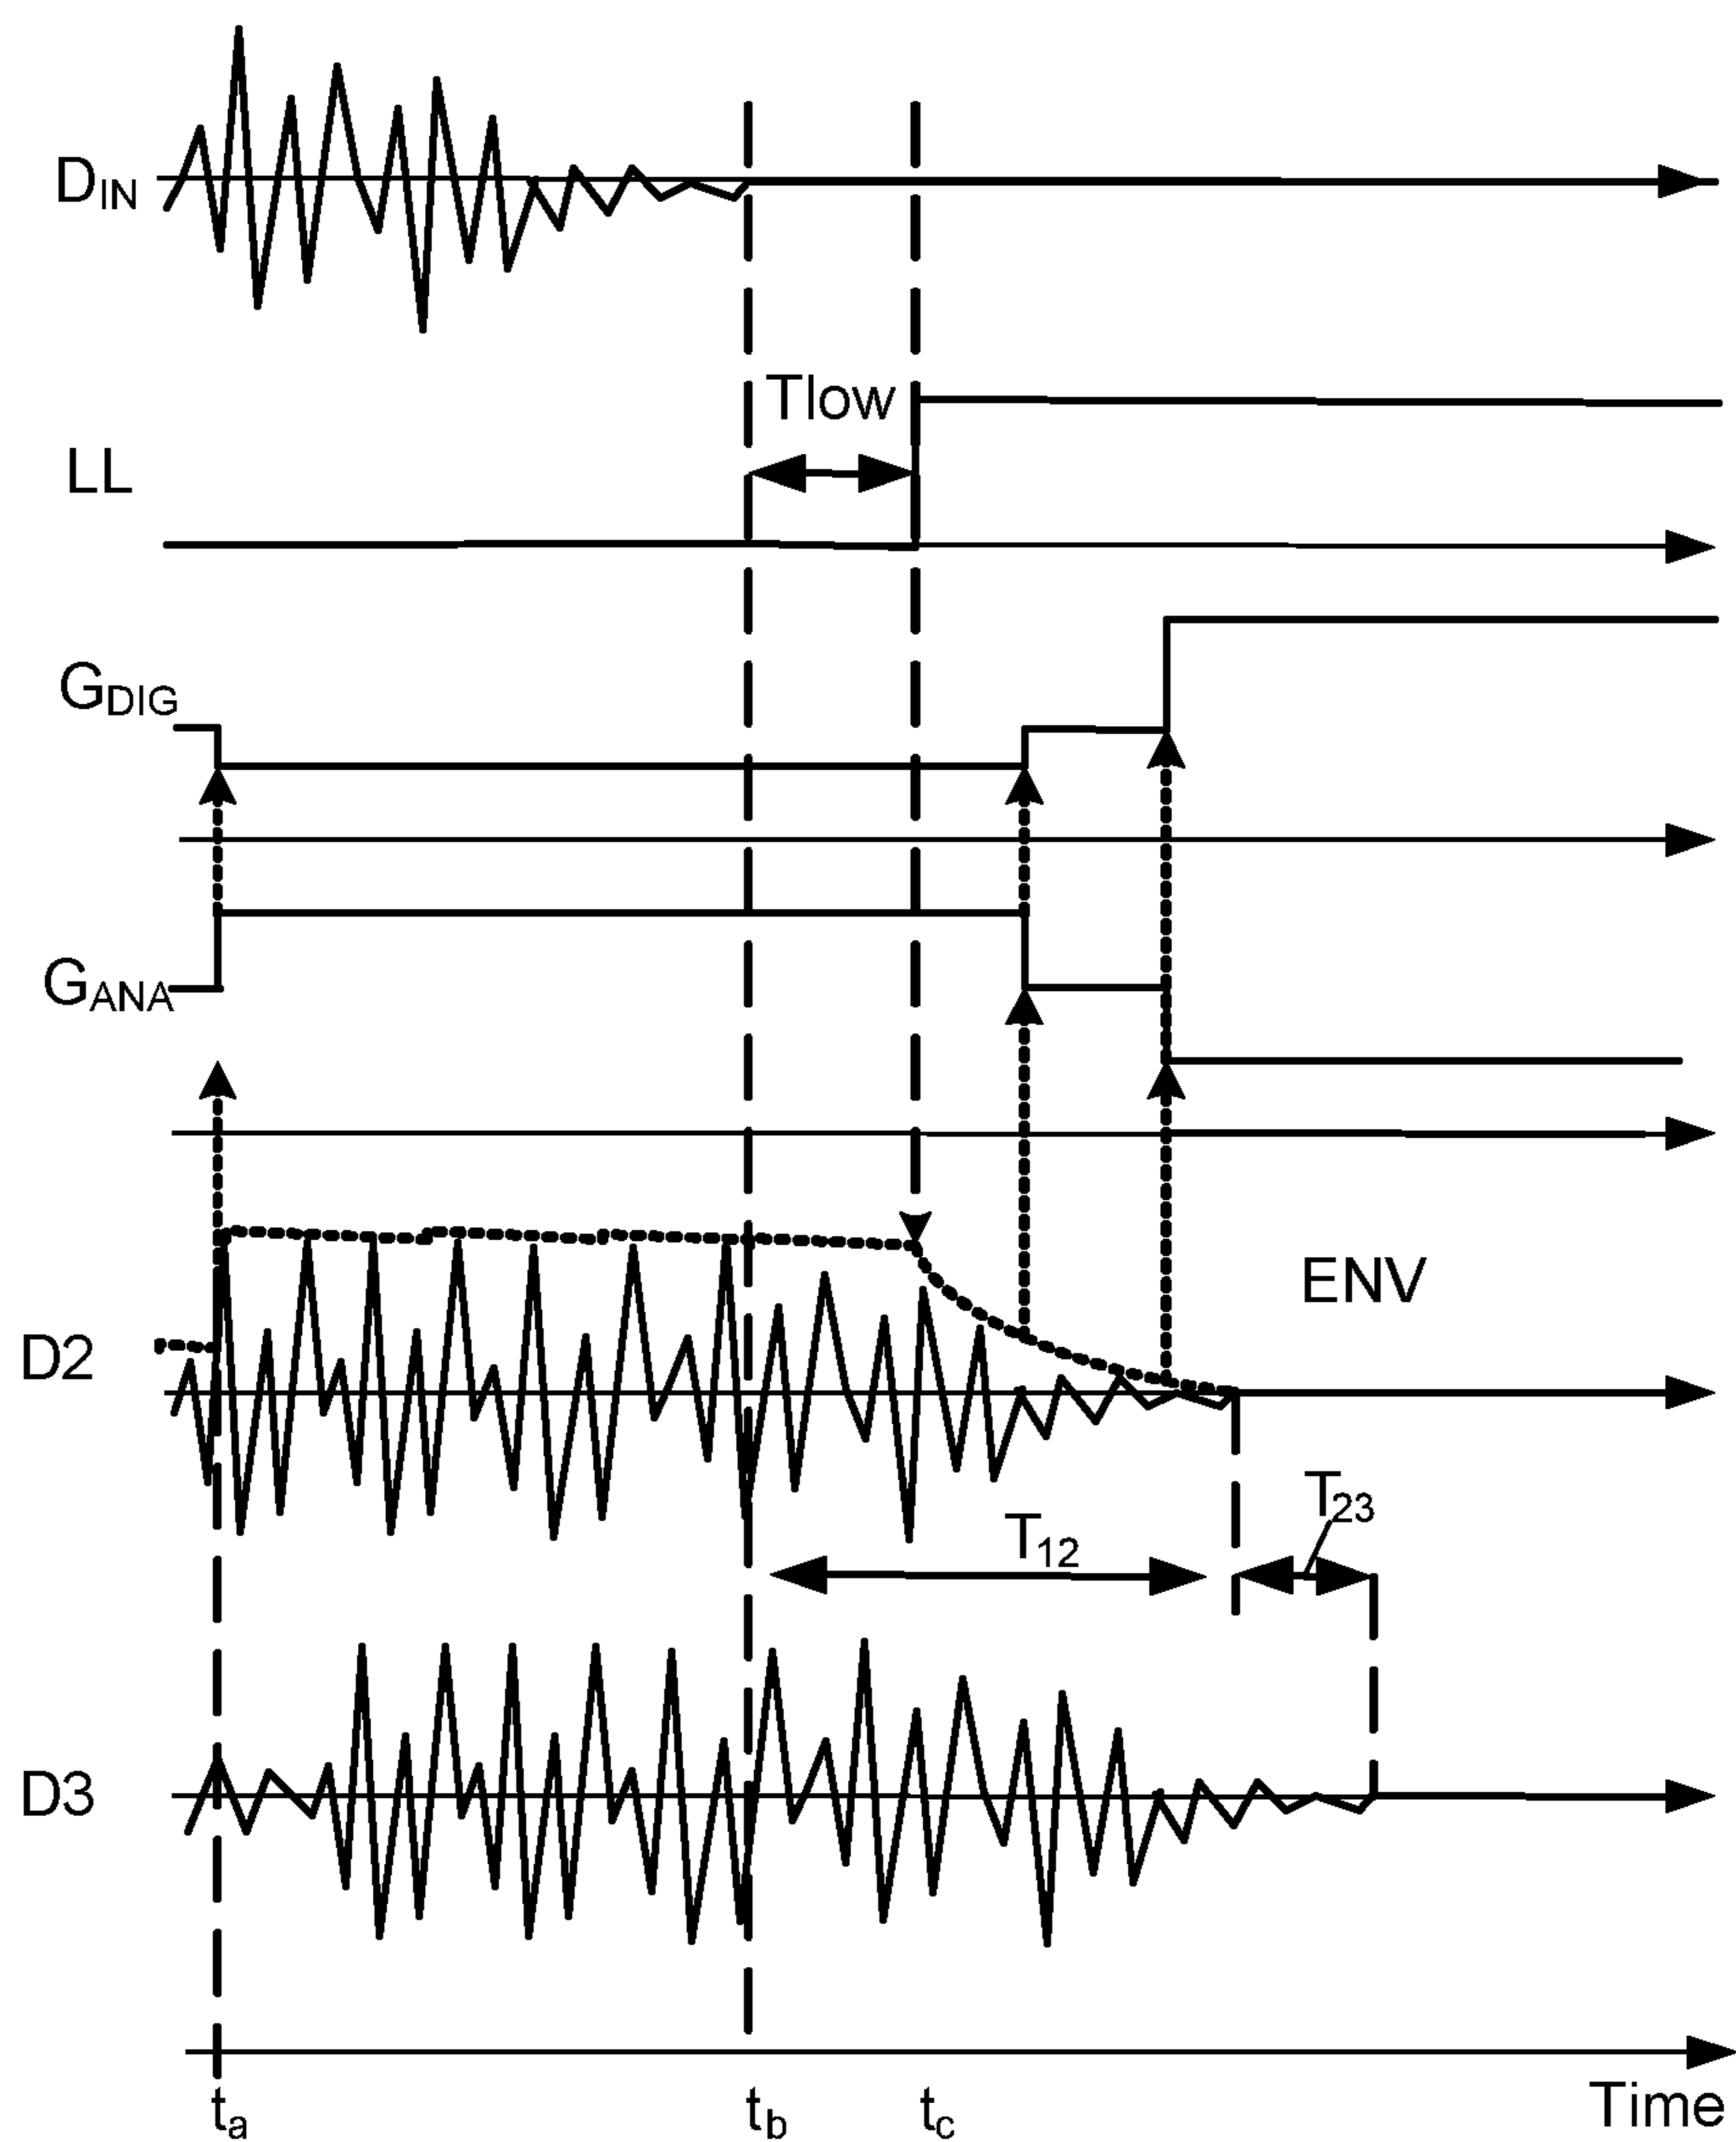 DIN
Tlow
LL
GDIG
GANA
ENV
D2
T23
T12
D3
ta
tb
tc
Time